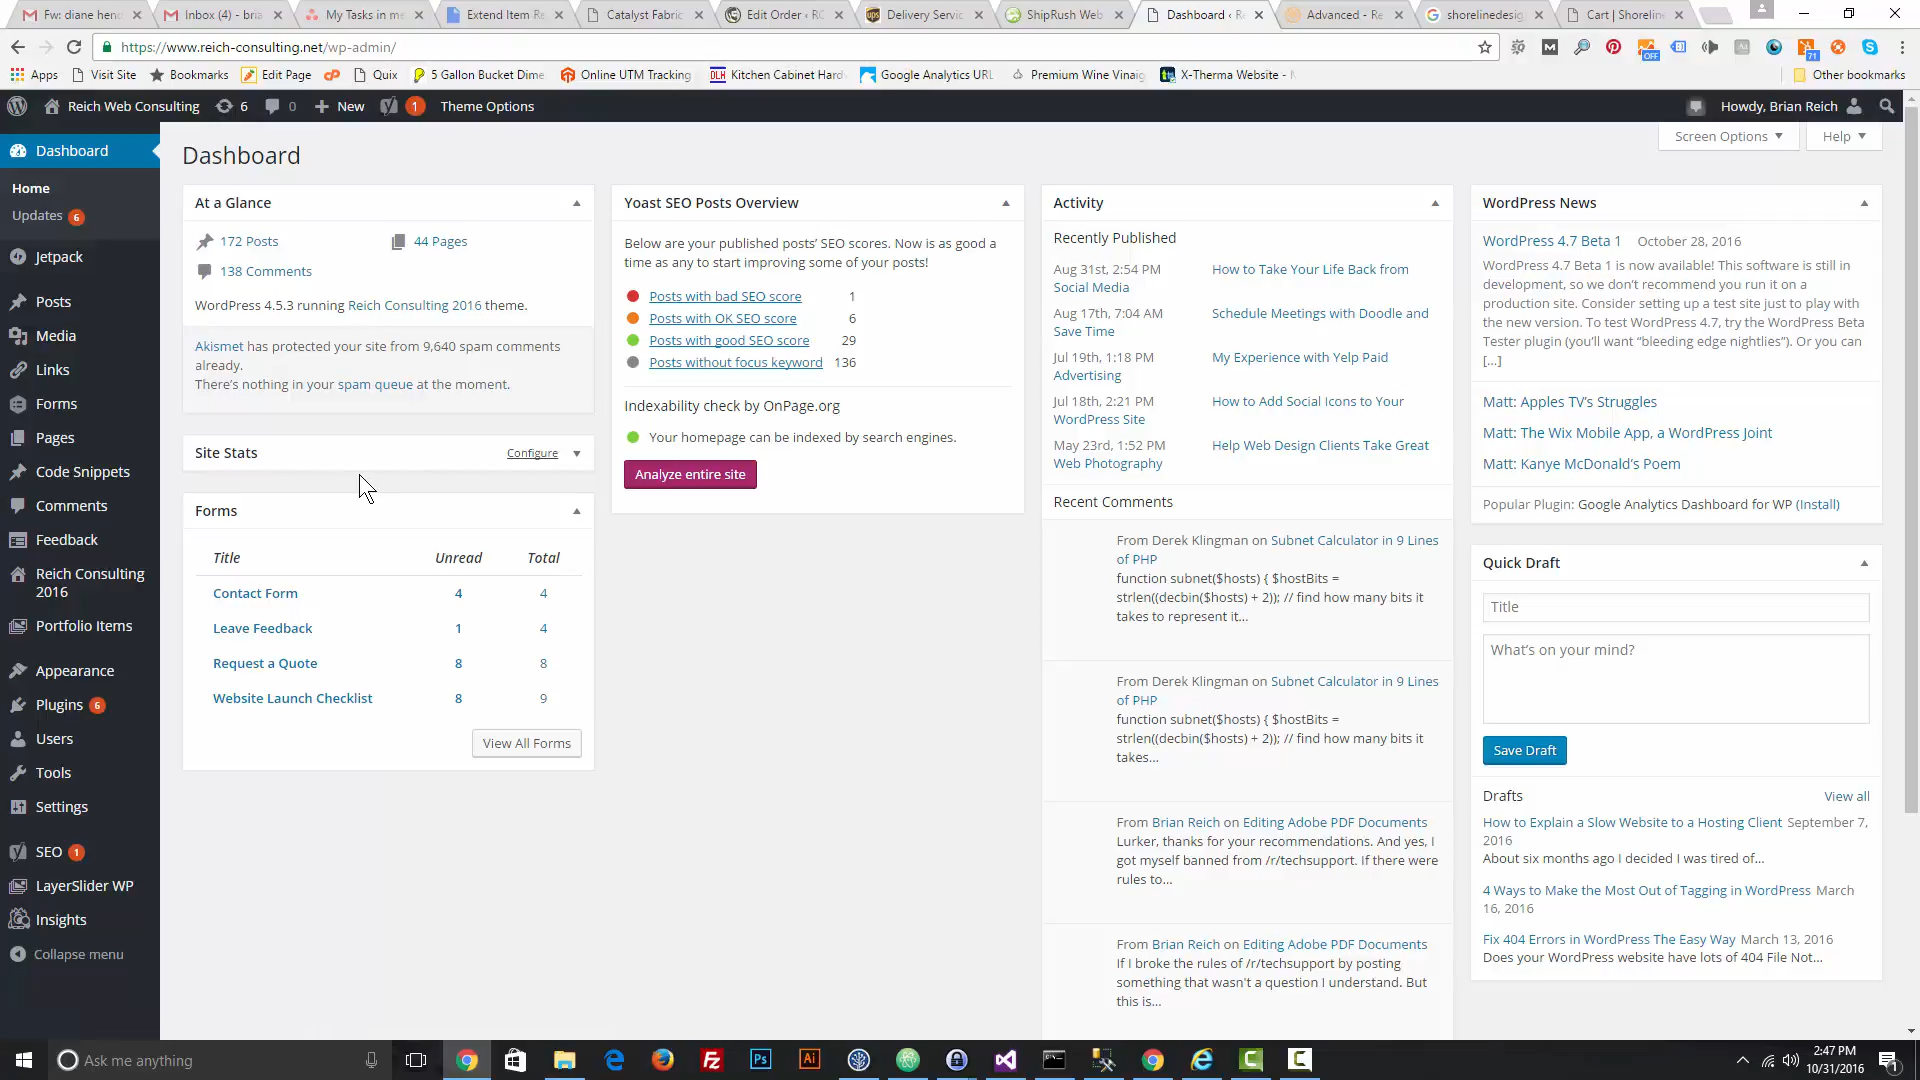 Fw: diane hend
Inbox (4) - bria
My Tasks in me
Extend Item Re
Catalyst Fabric
Edit Order ‹ RC
Delivery Servic
ShipRush Web
Dashboard ‹ Re
Advanced - Re
shorelinedesig
Cart | Shoreline
https://www.reich-consulting.net/wp-admin/
OFF
71
Apps
Visit Site
Bookmarks
Edit Page
Quix
5 Gallon Bucket Dime
Online UTM Tracking
DLH Kitchen Cabinet Hard
Google Analytics URL
Premium Wine Vinaig
X-Therma Website -
Other bookmarks
Reich Web Consulting
6
0
New
1
Theme Options
Howdy, Brian Reich
Dashboard
Home
Updates 6
Jetpack
Posts
Media
Links
Forms
Pages
Code Snippets
Comments
Feedback
Reich Consulting
2016
Portfolio Items
Appearance
Plugins 6
Users
Tools
Settings
SEO 1
LayerSlider WP
Insights
Collapse menu
Dashboard
Screen Options
Help
At a Glance
172 Posts
44 Pages
138 Comments
WordPress 4.5.3 running Reich Consulting 2016 theme.
Akismet has protected your site from 9,640 spam comments
already.
There's nothing in your spam queue at the moment.
Site Stats
Configure
Forms
Title Unread Total
Contact Form 4 4
Leave Feedback 1 4
Request a Quote 8 8
Website Launch Checklist 8 9
View All Forms
Yoast SEO Posts Overview
Below are your published posts' SEO scores. Now is as good a
time as any to start improving some of your posts!
Posts with bad SEO score 1
Posts with OK SEO score 6
Posts with good SEO score 29
Posts without focus keyword 136
Indexability check by OnPage.org
Your homepage can be indexed by search engines.
Analyze entire site
Activity
Recently Published
Aug 31st, 2:54 PM How to Take Your Life Back from
Social Media
Aug 17th, 7:04 AM Schedule Meetings with Doodle and
Save Time
Jul 19th, 1:18 PM My Experience with Yelp Paid
Advertising
Jul 18th, 2:21 PM How to Add Social Icons to Your
WordPress Site
May 23rd, 1:52 PM Help Web Design Clients Take Great
Web Photography
Recent Comments
From Derek Klingman on Subnet Calculator in 9 Lines
of PHP
function subnet($hosts) { $hostBits =
strlen((decbin($hosts) + 2)); // find how many bits it
takes to represent it…
From Derek Klingman on Subnet Calculator in 9 Lines
of PHP
function subnet($hosts) { $hostBits =
strlen((decbin($hosts) + 2)); // find how many bits it
takes…
From Brian Reich on Editing Adobe PDF Documents
Lurker, thanks for your recommendations. And yes, I
got myself banned from /r/techsupport. If there were
rules to…
From Brian Reich on Editing Adobe PDF Documents
If I broke the rules of /r/techsupport by posting
something that wasn't a question I understand. But
this is…
WordPress News
WordPress 4.7 Beta 1 October 28, 2016
WordPress 4.7 Beta 1 is now available! This software is still in
development, so we don't recommend you run it on a
production site. Consider setting up a test site just to play with
the new version. To test WordPress 4.7, try the WordPress Beta
Tester plugin (you'll want "bleeding edge nightlies"). Or you can
[…]
Matt: Apples TV's Struggles
Matt: The Wix Mobile App, a WordPress Joint
Matt: Kanye McDonald's Poem
Popular Plugin: Google Analytics Dashboard for WP (Install)
Quick Draft
Title
What's on your mind?
Save Draft
Drafts
View all
How to Explain a Slow Website to a Hosting Client September 7,
2016
About six months ago I decided I was tired of…
4 Ways to Make the Most Out of Tagging in WordPress March
16, 2016
Fix 404 Errors in WordPress The Easy Way March 13, 2016
Does your WordPress website have lots of 404 File Not…
Ask me anything
2:47 PM
10/31/2016
1